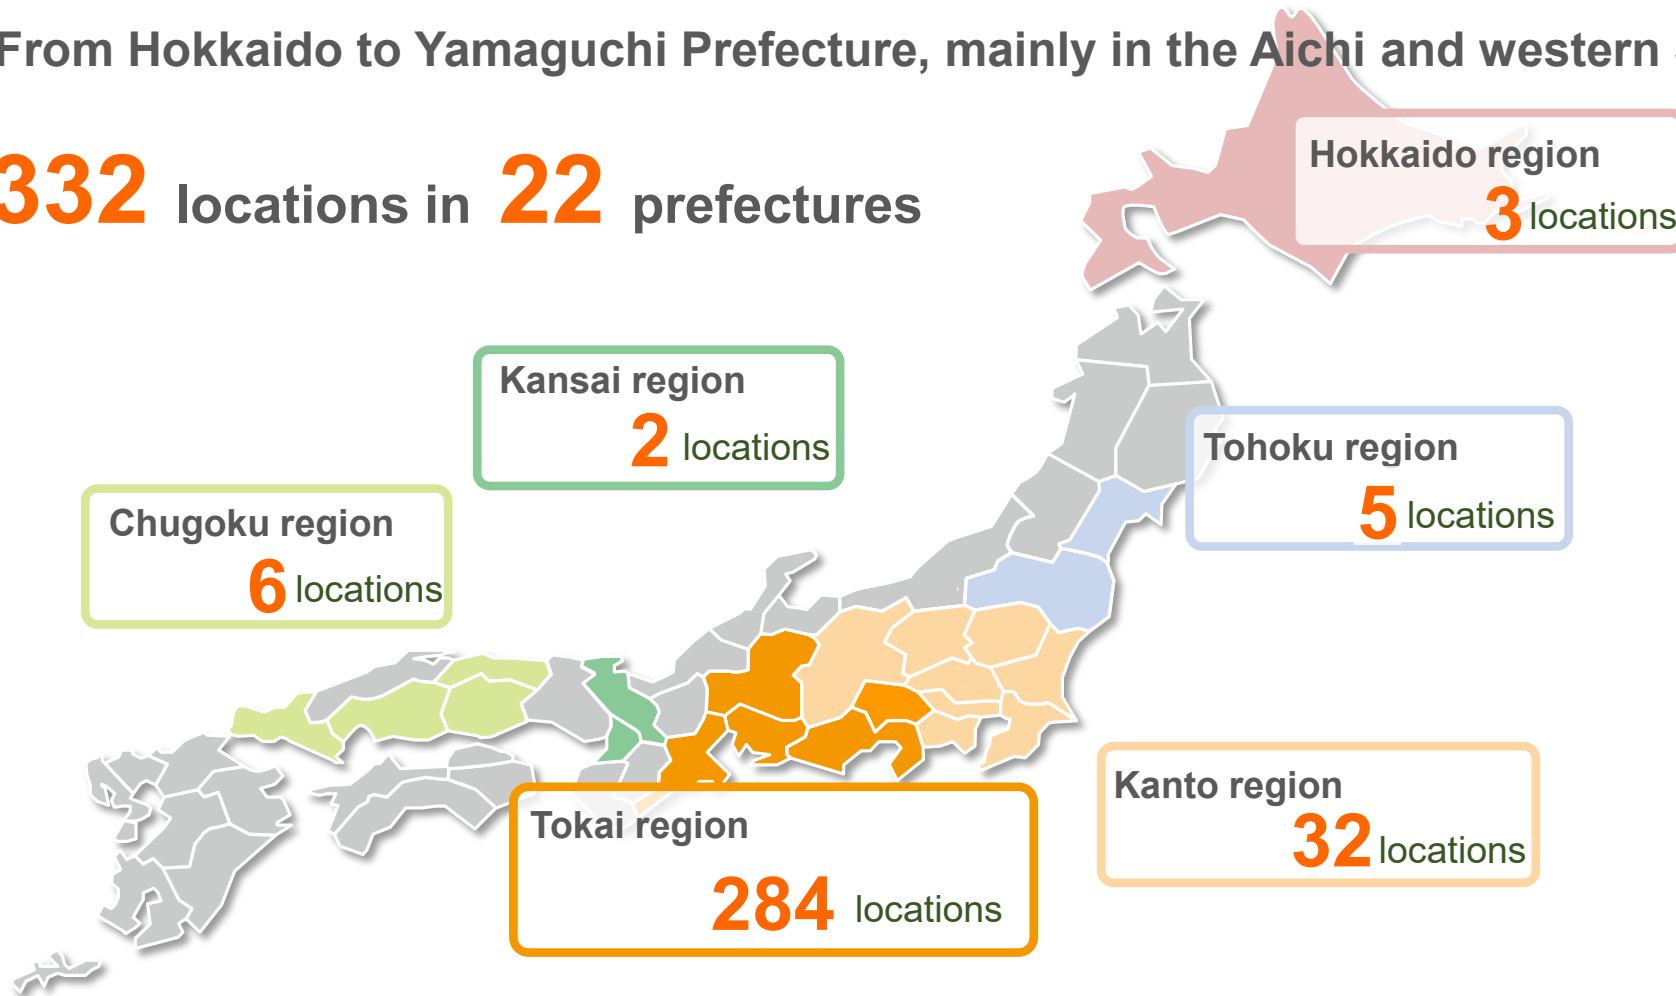 From Hokkaido to Yamaguchi Prefecture, mainly in the Aichi and western
332 locations in 22 prefectures
Hokkaido region
3 locations
Kansai region
2 locations
Tohoku region
5 locations
Chugoku region
6 locations
Kanto region
32 locations
Tokai region
284 locations